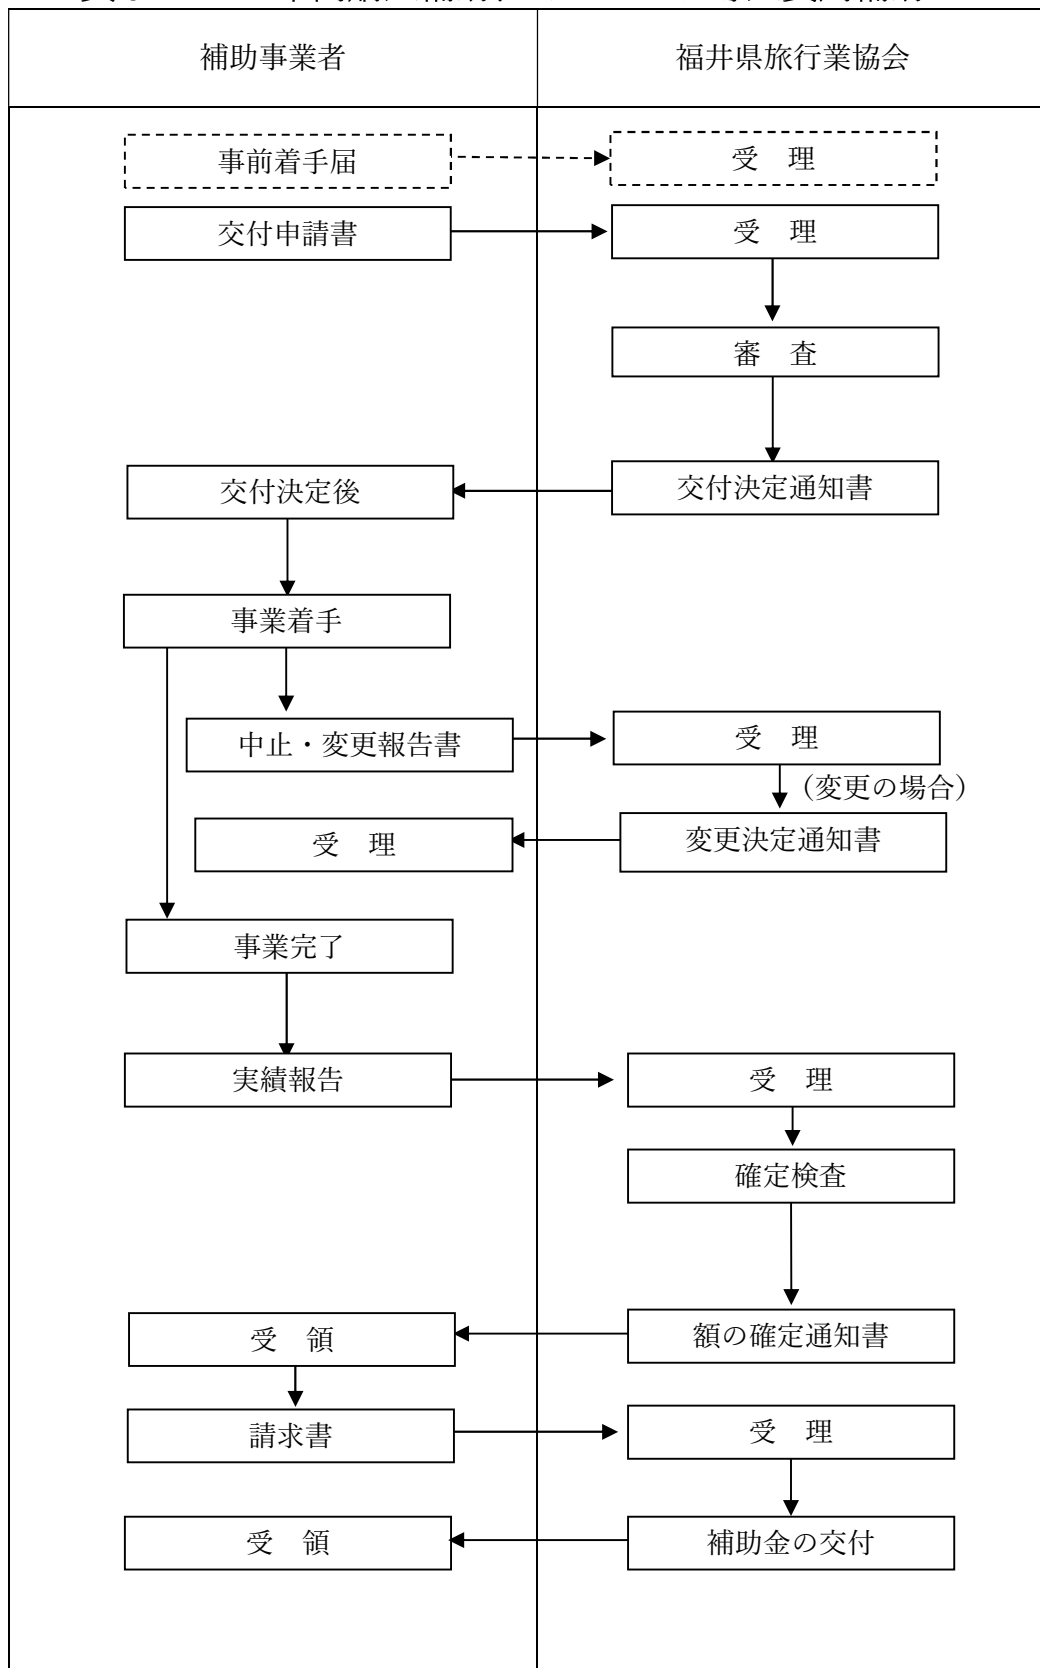 補助事業者
福井県旅行業協会
事前着手届
受　理
交付申請書
受　理
審　査
交付決定通知書
交付決定後
事業着手
中止・変更報告書
受　理
（変更の場合）
変更決定通知書
受　理
事業完了
実績報告
受　理
確定検査
額の確定通知書
受　領
請求書
受　理
補助金の交付
受　領